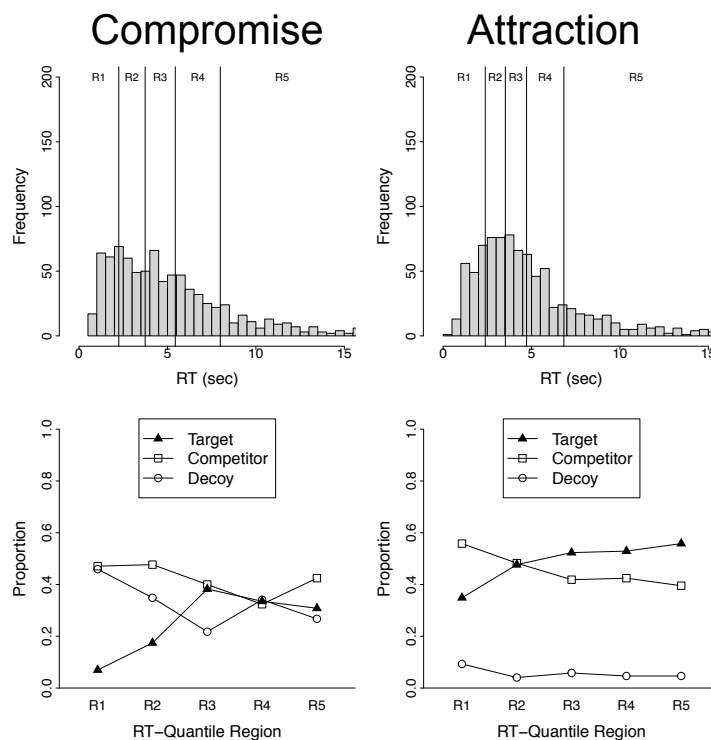 Compromise
Attraction
R1 R2 R3 R4 R5
200
150
100
50
0
Frequency
0 5 10 15
RT (sec)
R1 R2 R3 R4 R5
200
150
100
50
0
Frequency
0 5 10 15
RT (sec)
Target
Competitor
Decoy
1.0
0.8
0.6
0.4
0.2
0.0
Proportion
R1 R2 R3 R4 R5
RT−Quantile Region
Target
Competitor
Decoy
1.0
0.8
0.6
0.4
0.2
0.0
Proportion
R1 R2 R3 R4 R5
RT−Quantile Region